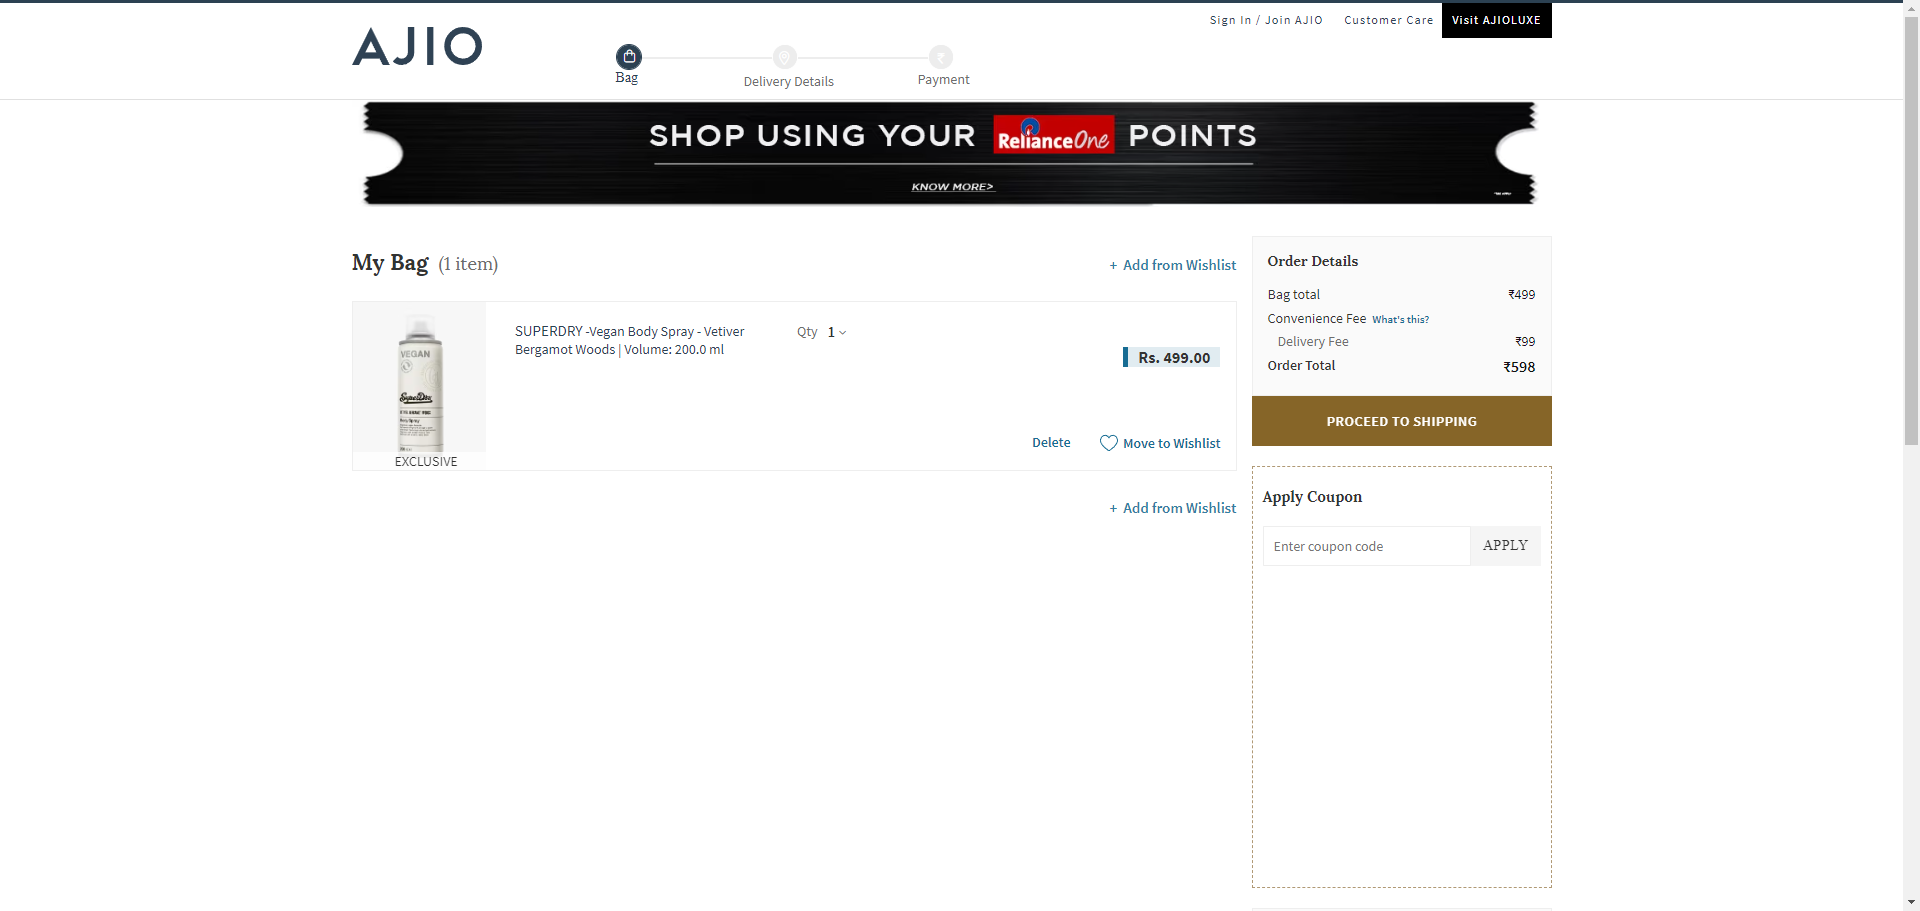 Sign In / Join AJIO Customer Care Visit AJIOLUXE
AJIO
Bag Delivery Details Payment
SHOP USING YOUR RelianceOne POINTS
KNOW MORE>
My Bag (1 item)
+ Add from Wishlist
SUPERDRY -Vegan Body Spray - Vetiver
Bergamot Woods | Volume: 200.0 ml
Qty 1
Rs. 499.00
VEGAN
SuperDry
EXCLUSIVE
Delete
Move to Wishlist
+ Add from Wishlist
Order Details
Bag total ₹499
Convenience Fee What's this?
Delivery Fee ₹99
Order Total ₹598
PROCEED TO SHIPPING
Apply Coupon
Enter coupon code APPLY